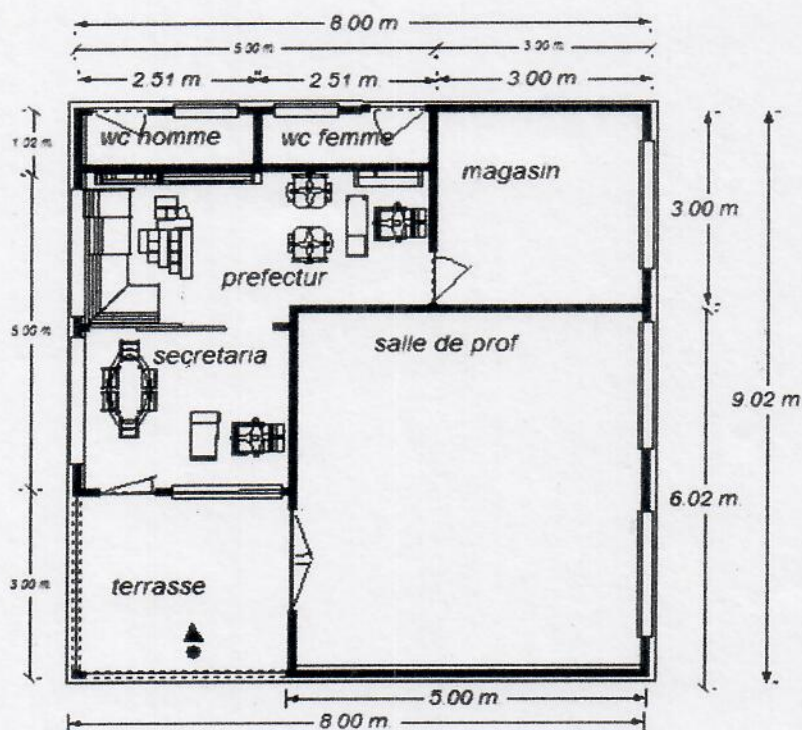 8.00 m.
5.00 m. 3.00 m.
2.51 m. 2.51 m. 3.00 m.
1.02 m.
wc homme wc femme
magasin
3.00 m.
prefectur
5.00 m.
secretaria salle de prof
9.02 m
6.02 m.
3.00 m. terrasse
5.00 m.
8.00 m.